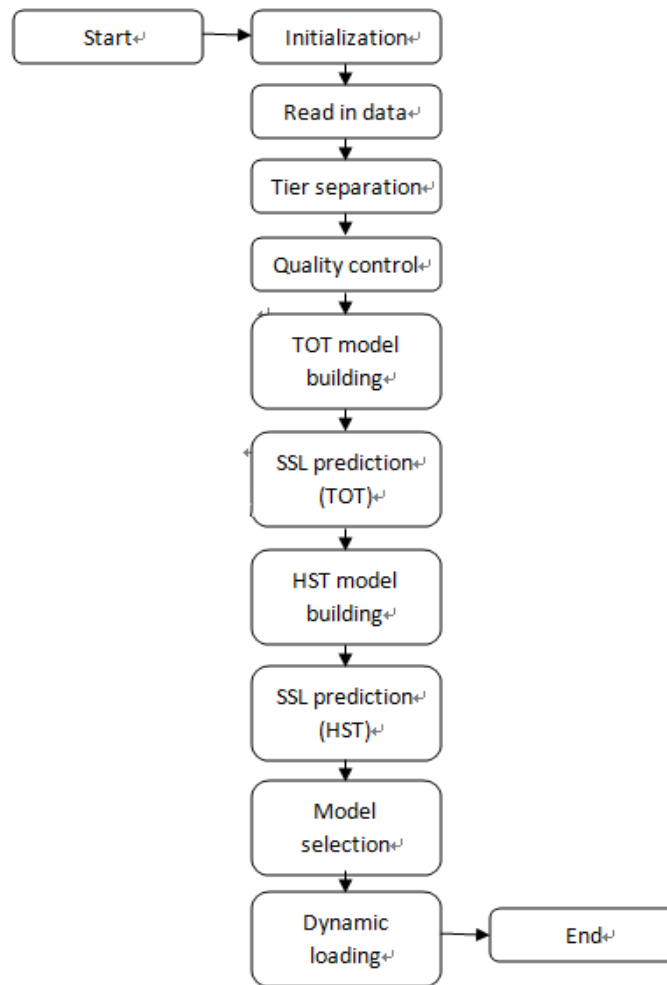 Start
Initialization
Read in data
Tier separation
Quality control
TOT model
building
SSL prediction
(TOT)
HST model
building
SSL prediction
(HST)
Model
selection
Dynamic
loading
End